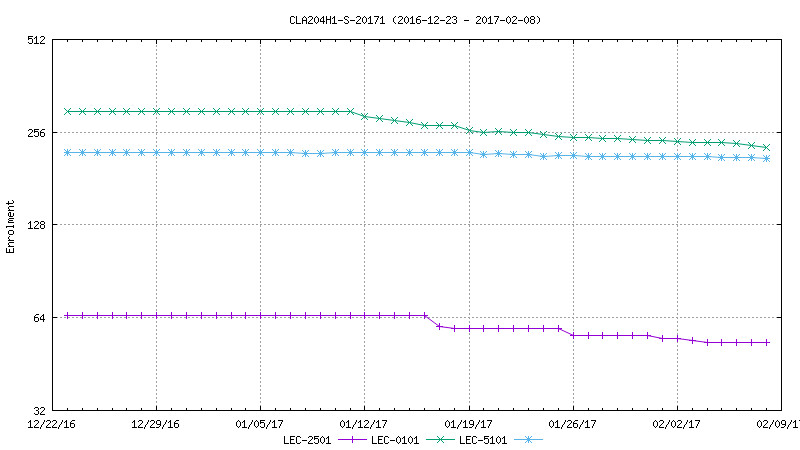 CLA204H1-S-20171 (2016-12-23 - 2017-02-08)
512
256
128
64
32
Enrolment
12/22/16 12/29/16 01/05/17 01/12/17 01/19/17 01/26/17 02/02/17 02/09/17
LEC-2501 LEC-0101 LEC-5101